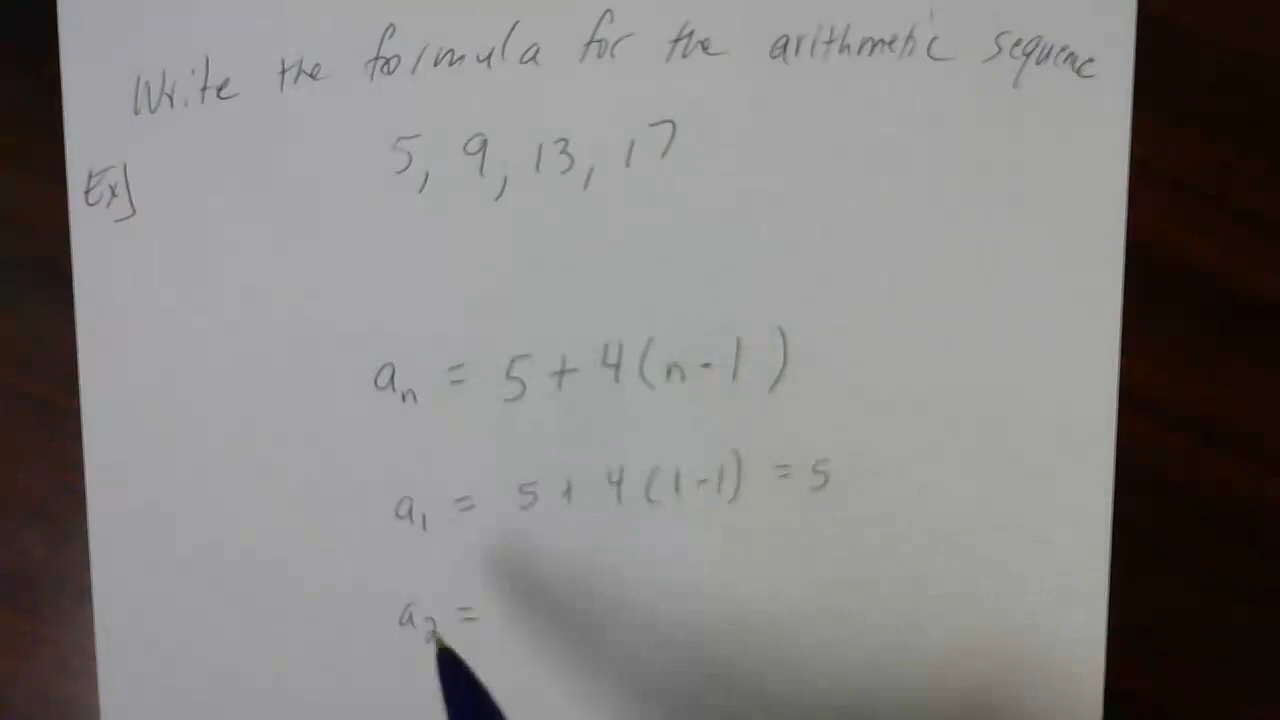 Write the formula for the arithmetic sequenc
5, 9, 13, 17
Ex]
aₙ = 5 + 4(n - 1)
a₁ = 5 + 4(1 - 1) = 5
a₂ =